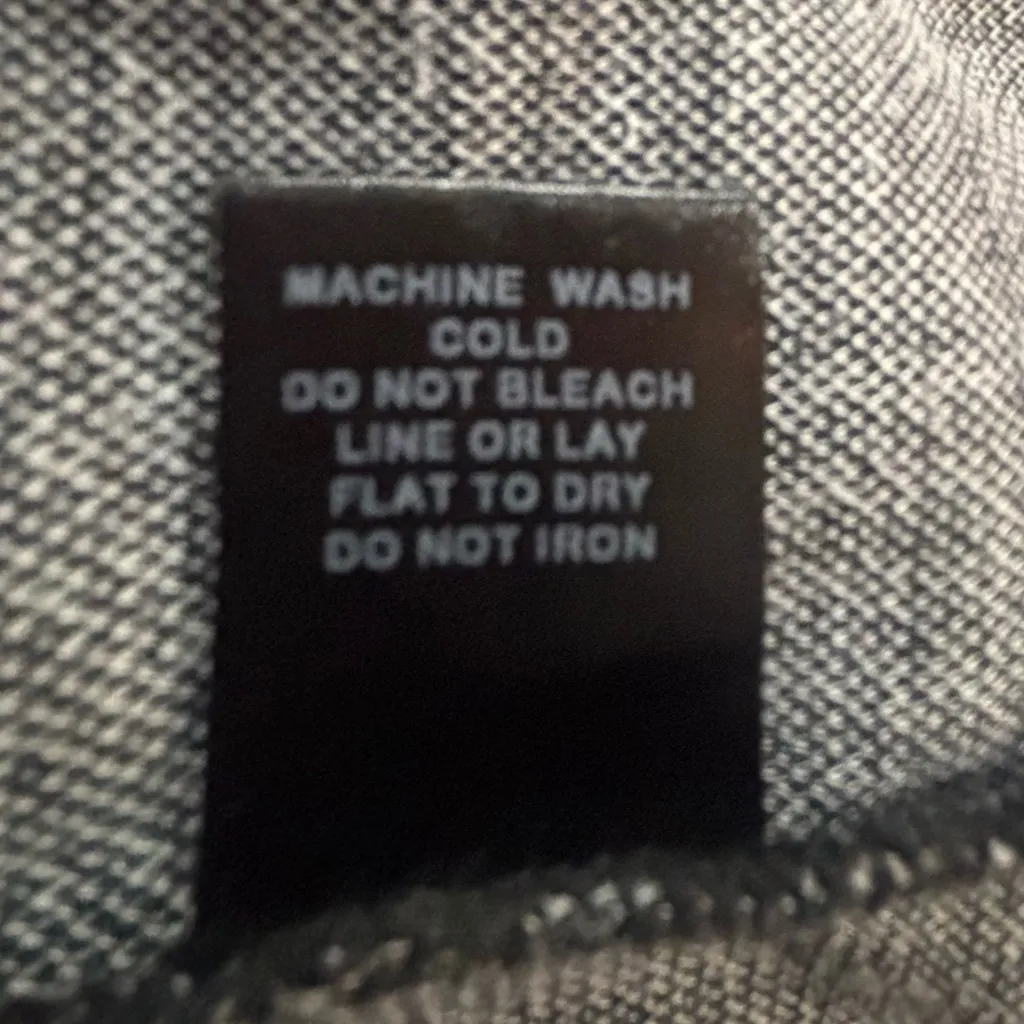 MACHINE WASH
COLD
DO NOT BLEACH
LINE OR LAY
FLAT TO DRY
DO NOT IRON